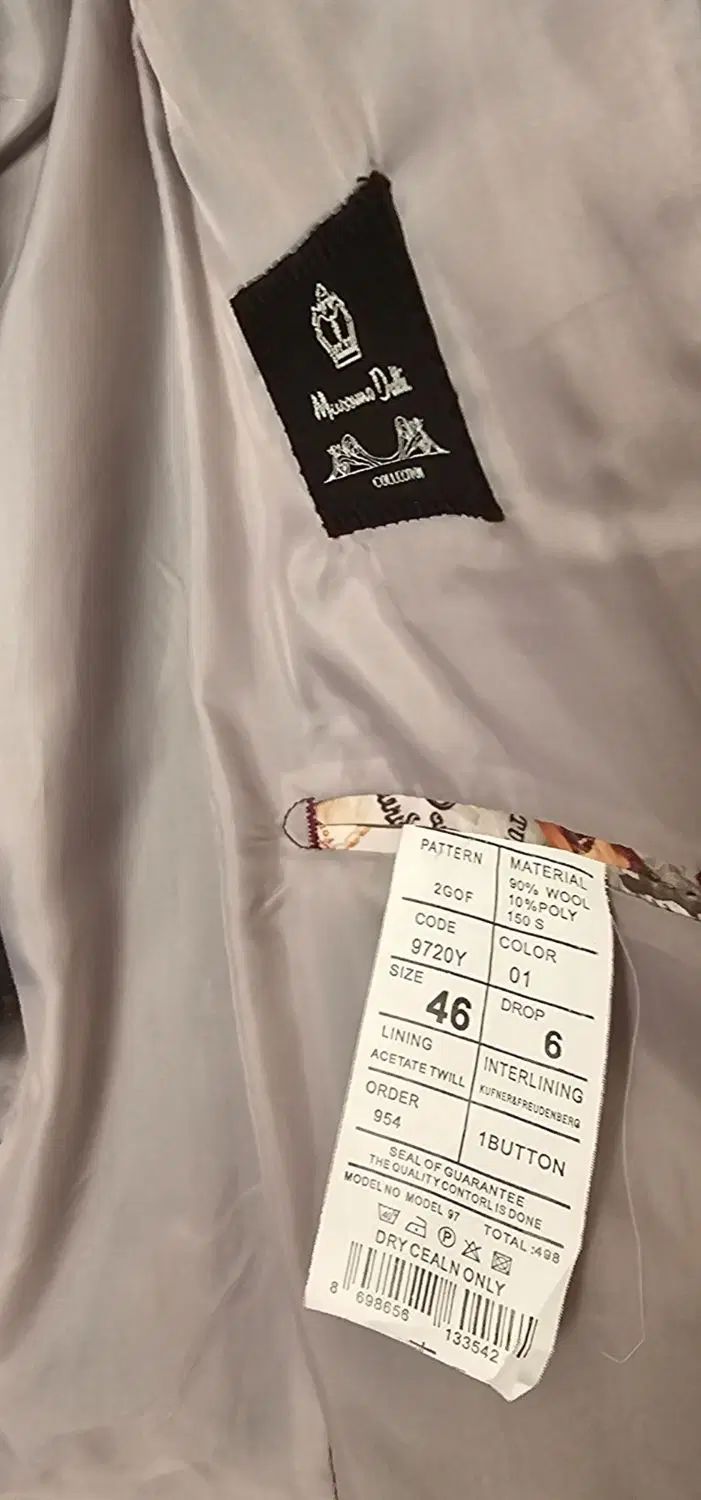 Massimo Dutti
COLLECTION
PATTERN
2GOF
MATERIAL
90% WOOL
10%POLY
150 S
CODE
9720Y
COLOR
01
SIZE
46
DROP
6
LINING
ACETATE TWILL
INTERLINING
KUFNER&FREUDENBERG
ORDER
954
1BUTTON
SEAL OF GUARANTEE
THE QUALITY CONTORL IS DONE
MODEL NO MODEL 97 TOTAL :498
40° P
DRY CEALN ONLY
8 698656 133542